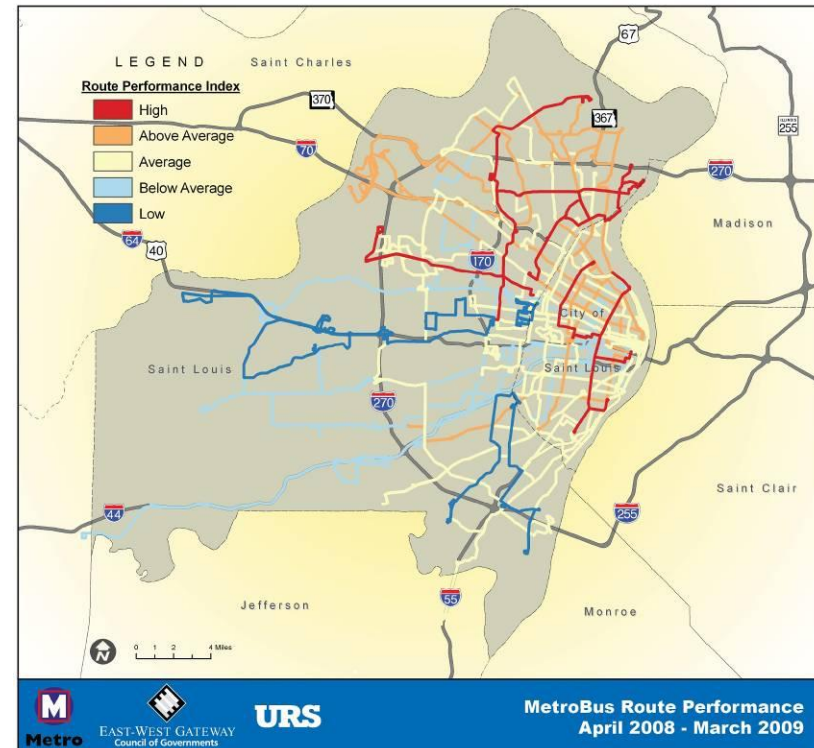 LEGEND
Route Performance Index
High
Above Average
Average
Below Average
Low
Saint Charles
67
370
367
ILLINOIS
255
70
270
Madison
64
40
170
City of
Saint Louis
Saint Louis
270
Saint Clair
44
255
Jefferson
55
Monroe
N
0 1 2 4 Miles
M
Metro
EAST-WEST GATEWAY
Council of Governments
URS
MetroBus Route Performance
April 2008 - March 2009